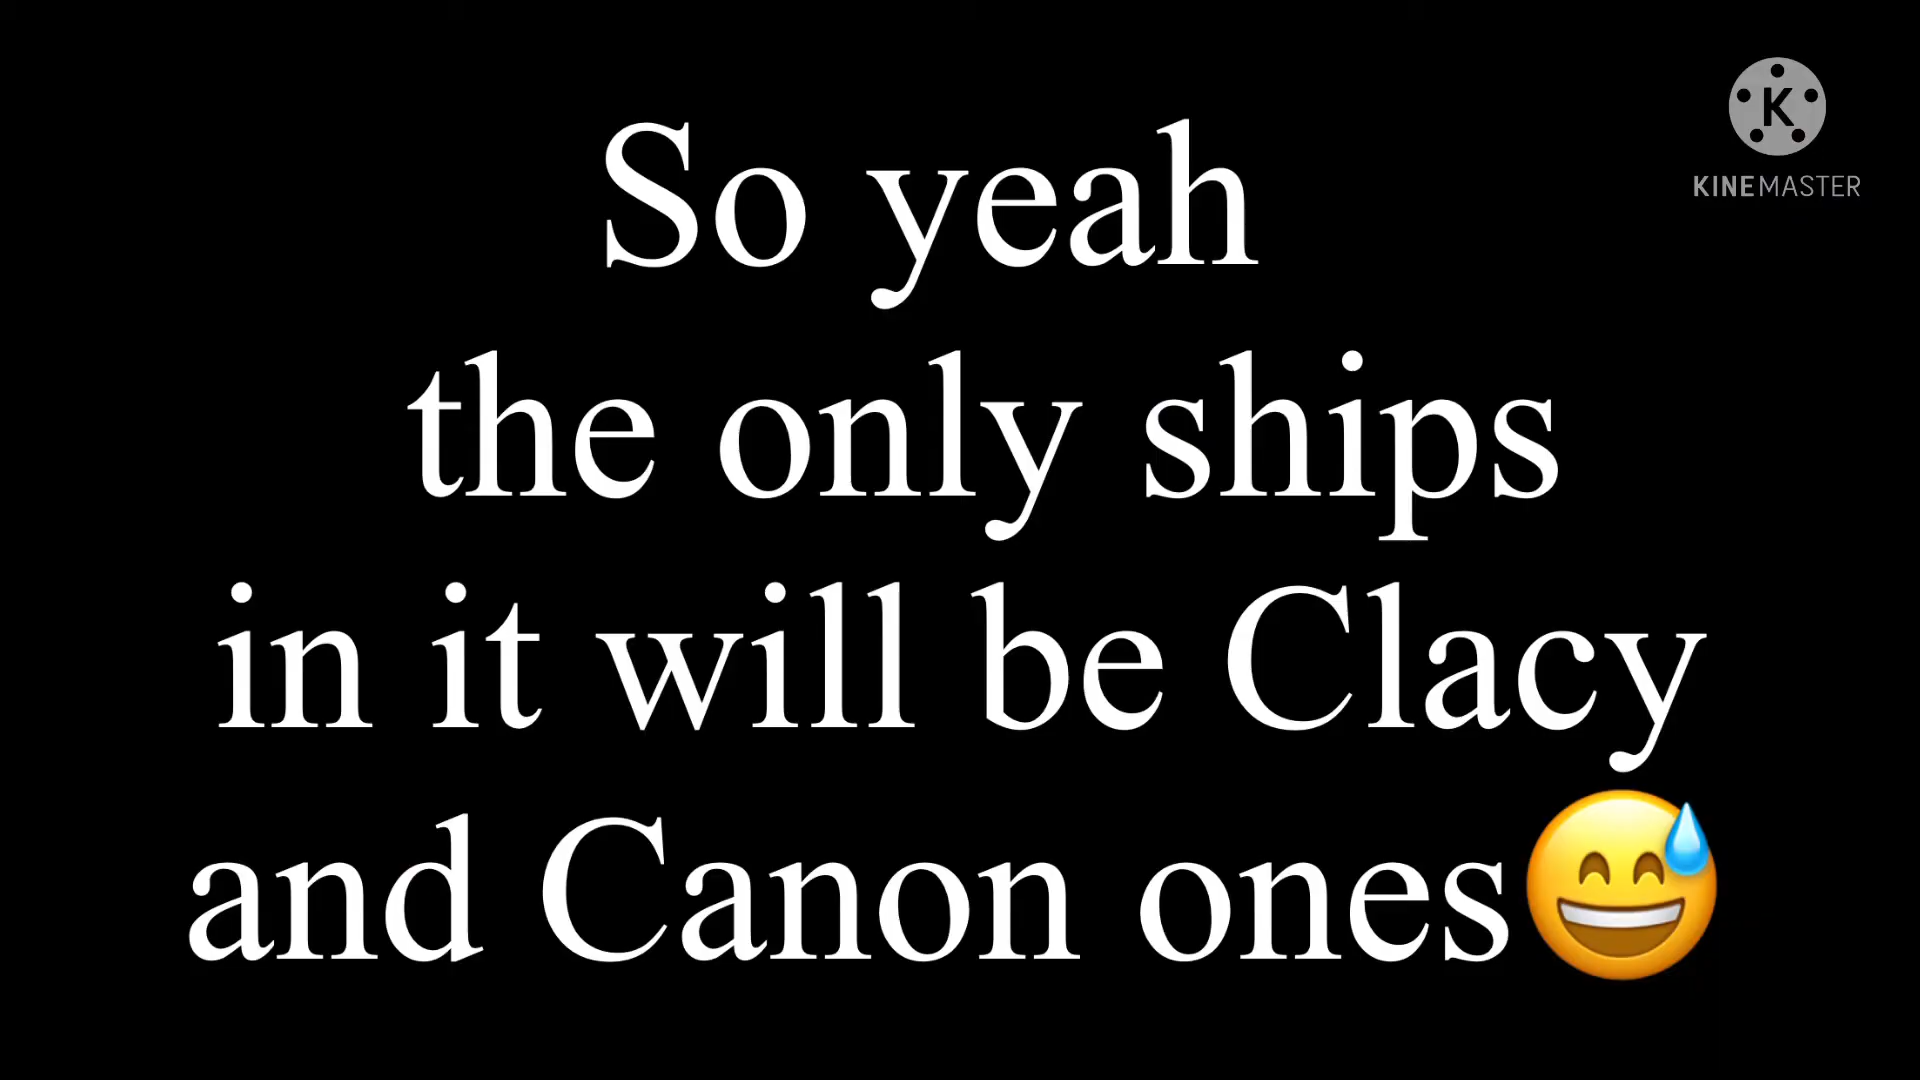 So yeah
the only ships
in it will be Clacy
and Canon ones😅
K
KINEMASTER